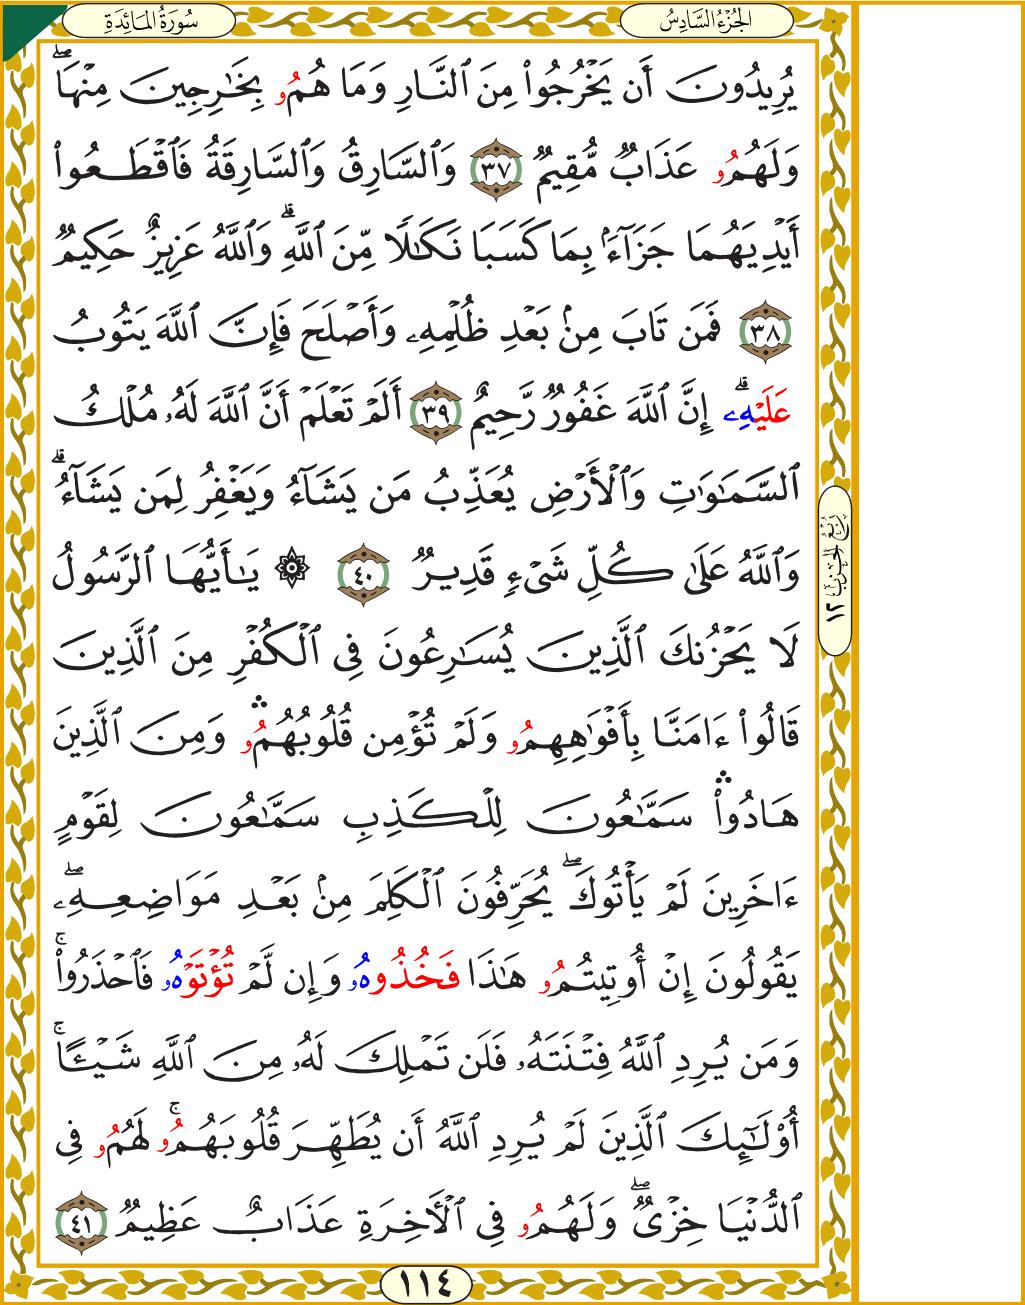 الجُزْءُ السَّادِسُ
سُورَةُ المَائِدَةِ
يُرِيدُونَ أَن يَخْرُجُوا۟ مِنَ ٱلنَّارِ وَمَا هُمُۥ بِخَـٰرِجِينَ مِنْهَا ۖ
وَلَهُمُۥ عَذَابٌ مُّقِيمٌ ٣٧ وَٱلسَّارِقُ وَٱلسَّارِقَةُ فَٱقْطَعُوا۟
أَيْدِيَهُمَا جَزَآءَۢ بِمَا كَسَبَا نَكَـٰلًا مِّنَ ٱللَّهِ ۗ وَٱللَّهُ عَزِيزٌ حَكِيمٌ
٣٨ فَمَن تَابَ مِنۢ بَعْدِ ظُلْمِهِۦ وَأَصْلَحَ فَإِنَّ ٱللَّهَ يَتُوبُ
عَلَيْهِۦ ۗ إِنَّ ٱللَّهَ غَفُورٌ رَّحِيمٌ ٣٩ أَلَمْ تَعْلَمْ أَنَّ ٱللَّهَ لَهُۥ مُلْكُ
ٱلسَّمَـٰوَٰتِ وَٱلْأَرْضِ يُعَذِّبُ مَن يَشَآءُ وَيَغْفِرُ لِمَن يَشَآءُ ۗ
وَٱللَّهُ عَلَىٰ كُلِّ شَىْءٍ قَدِيرٌ ٤٠ ۞ يَـٰٓأَيُّهَا ٱلرَّسُولُ
لَا يَحْزُنكَ ٱلَّذِينَ يُسَـٰرِعُونَ فِى ٱلْكُفْرِ مِنَ ٱلَّذِينَ
قَالُوٓا۟ ءَامَنَّا بِأَفْوَٰهِهِمُۥ وَلَمْ تُؤْمِن قُلُوبُهُمُۥ ۛ وَمِنَ ٱلَّذِينَ
هَادُوا۟ ۛ سَمَّـٰعُونَ لِلْكَذِبِ سَمَّـٰعُونَ لِقَوْمٍ
ءَاخَرِينَ لَمْ يَأْتُوكَ ۖ يُحَرِّفُونَ ٱلْكَلِمَ مِنۢ بَعْدِ مَوَاضِعِهِۦ ۖ
يَقُولُونَ إِنْ أُوتِيتُمُۥ هَـٰذَا فَخُذُوهُۥ وَإِن لَّمْ تُؤْتَوْهُۥ فَٱحْذَرُوا۟ ۚ
وَمَن يُرِدِ ٱللَّهُ فِتْنَتَهُۥ فَلَن تَمْلِكَ لَهُۥ مِنَ ٱللَّهِ شَيْـًٔا ۚ
أُو۟لَـٰٓئِكَ ٱلَّذِينَ لَمْ يُرِدِ ٱللَّهُ أَن يُطَهِّرَ قُلُوبَهُمُۥ ۚ لَهُمُۥ فِى
ٱلدُّنْيَا خِزْىٌ ۖ وَلَهُمُۥ فِى ٱلْأَخِرَةِ عَذَابٌ عَظِيمٌ ٤١
رُبْعُ الحِزْبِ ١٢
١١٤